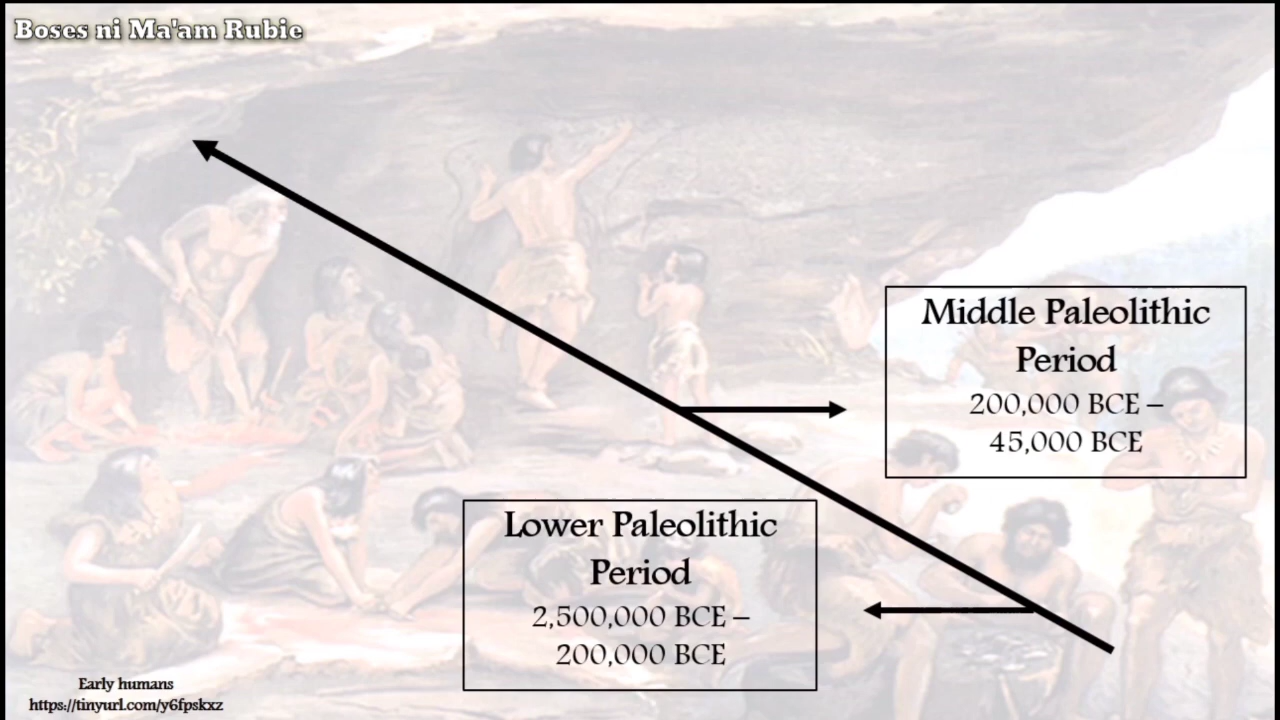 Boses ni Ma'am Rubie
Middle Paleolithic
Period
200,000 BCE –
45,000 BCE
Lower Paleolithic
Period
2,500,000 BCE –
200,000 BCE
Early humans
https://tinyurl.com/y6fpskxz